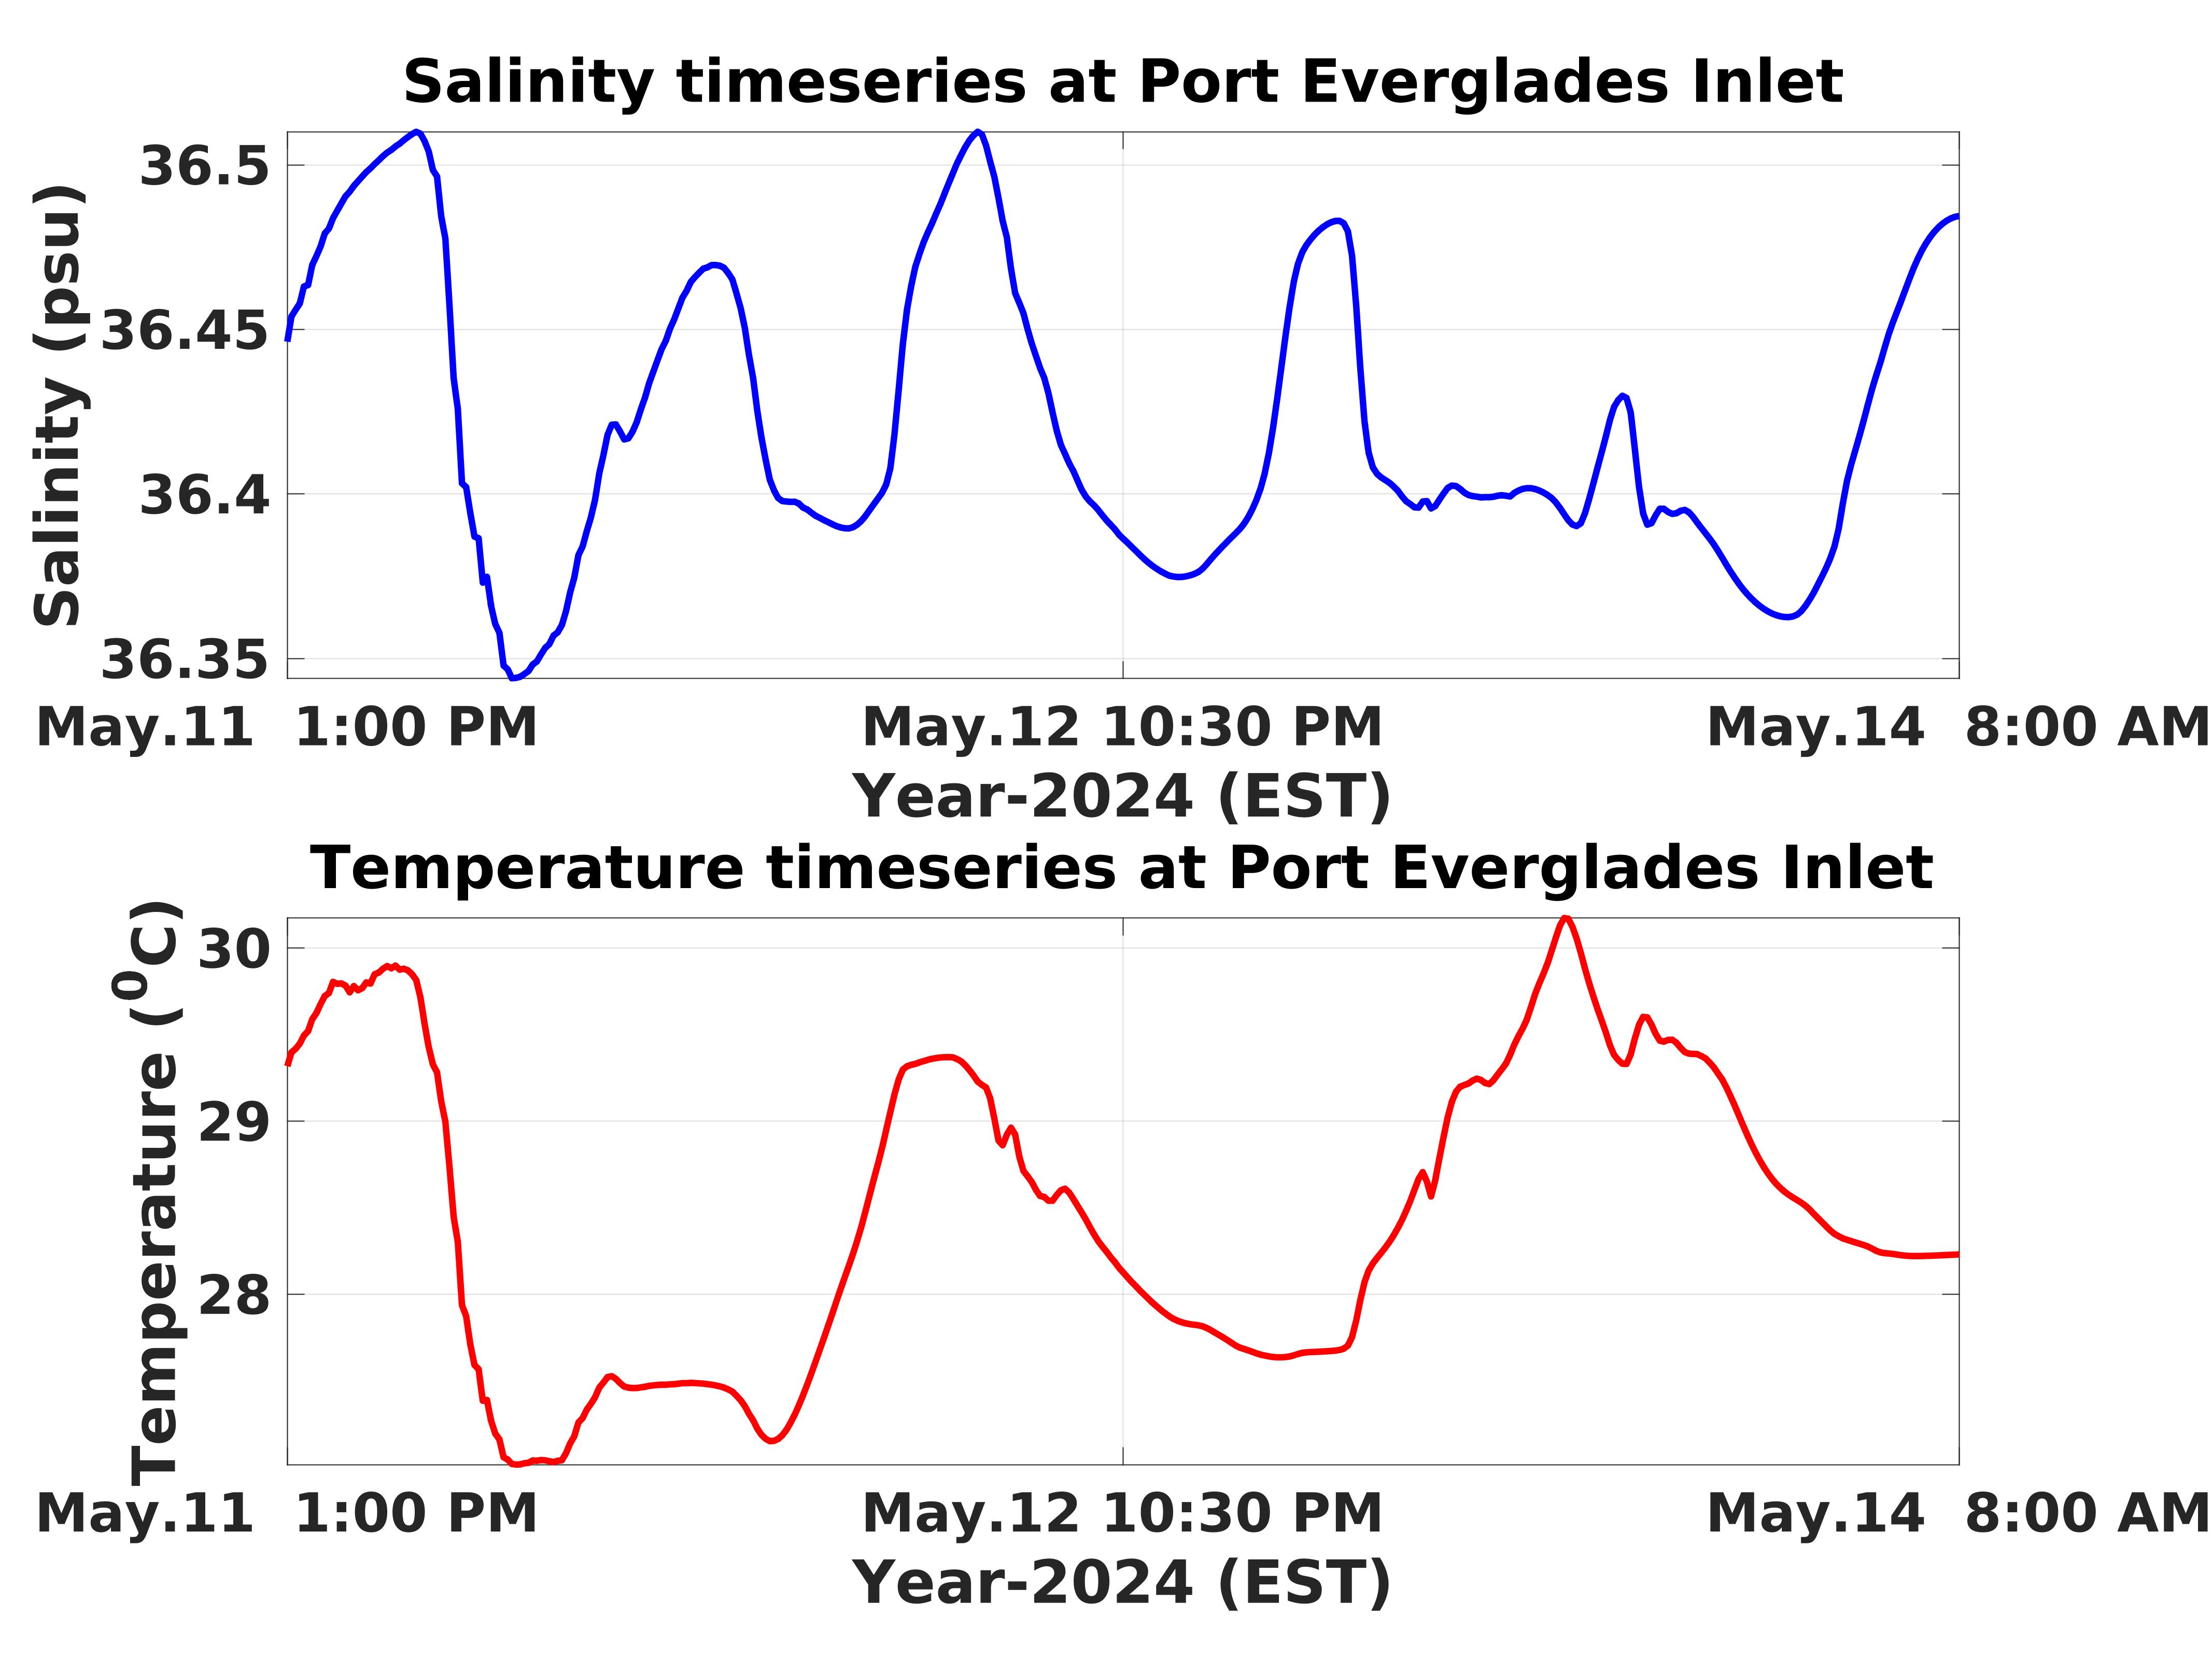 Salinity timeseries at Port Everglades Inlet
Salinity (psu)
36.5
36.45
36.4
36.35
May.11  1:00 PM
May.12 10:30 PM
May.14  8:00 AM
Year-2024 (EST)
Temperature timeseries at Port Everglades Inlet
Temperature (⁰C)
30
29
28
May.11  1:00 PM
May.12 10:30 PM
May.14  8:00 AM
Year-2024 (EST)